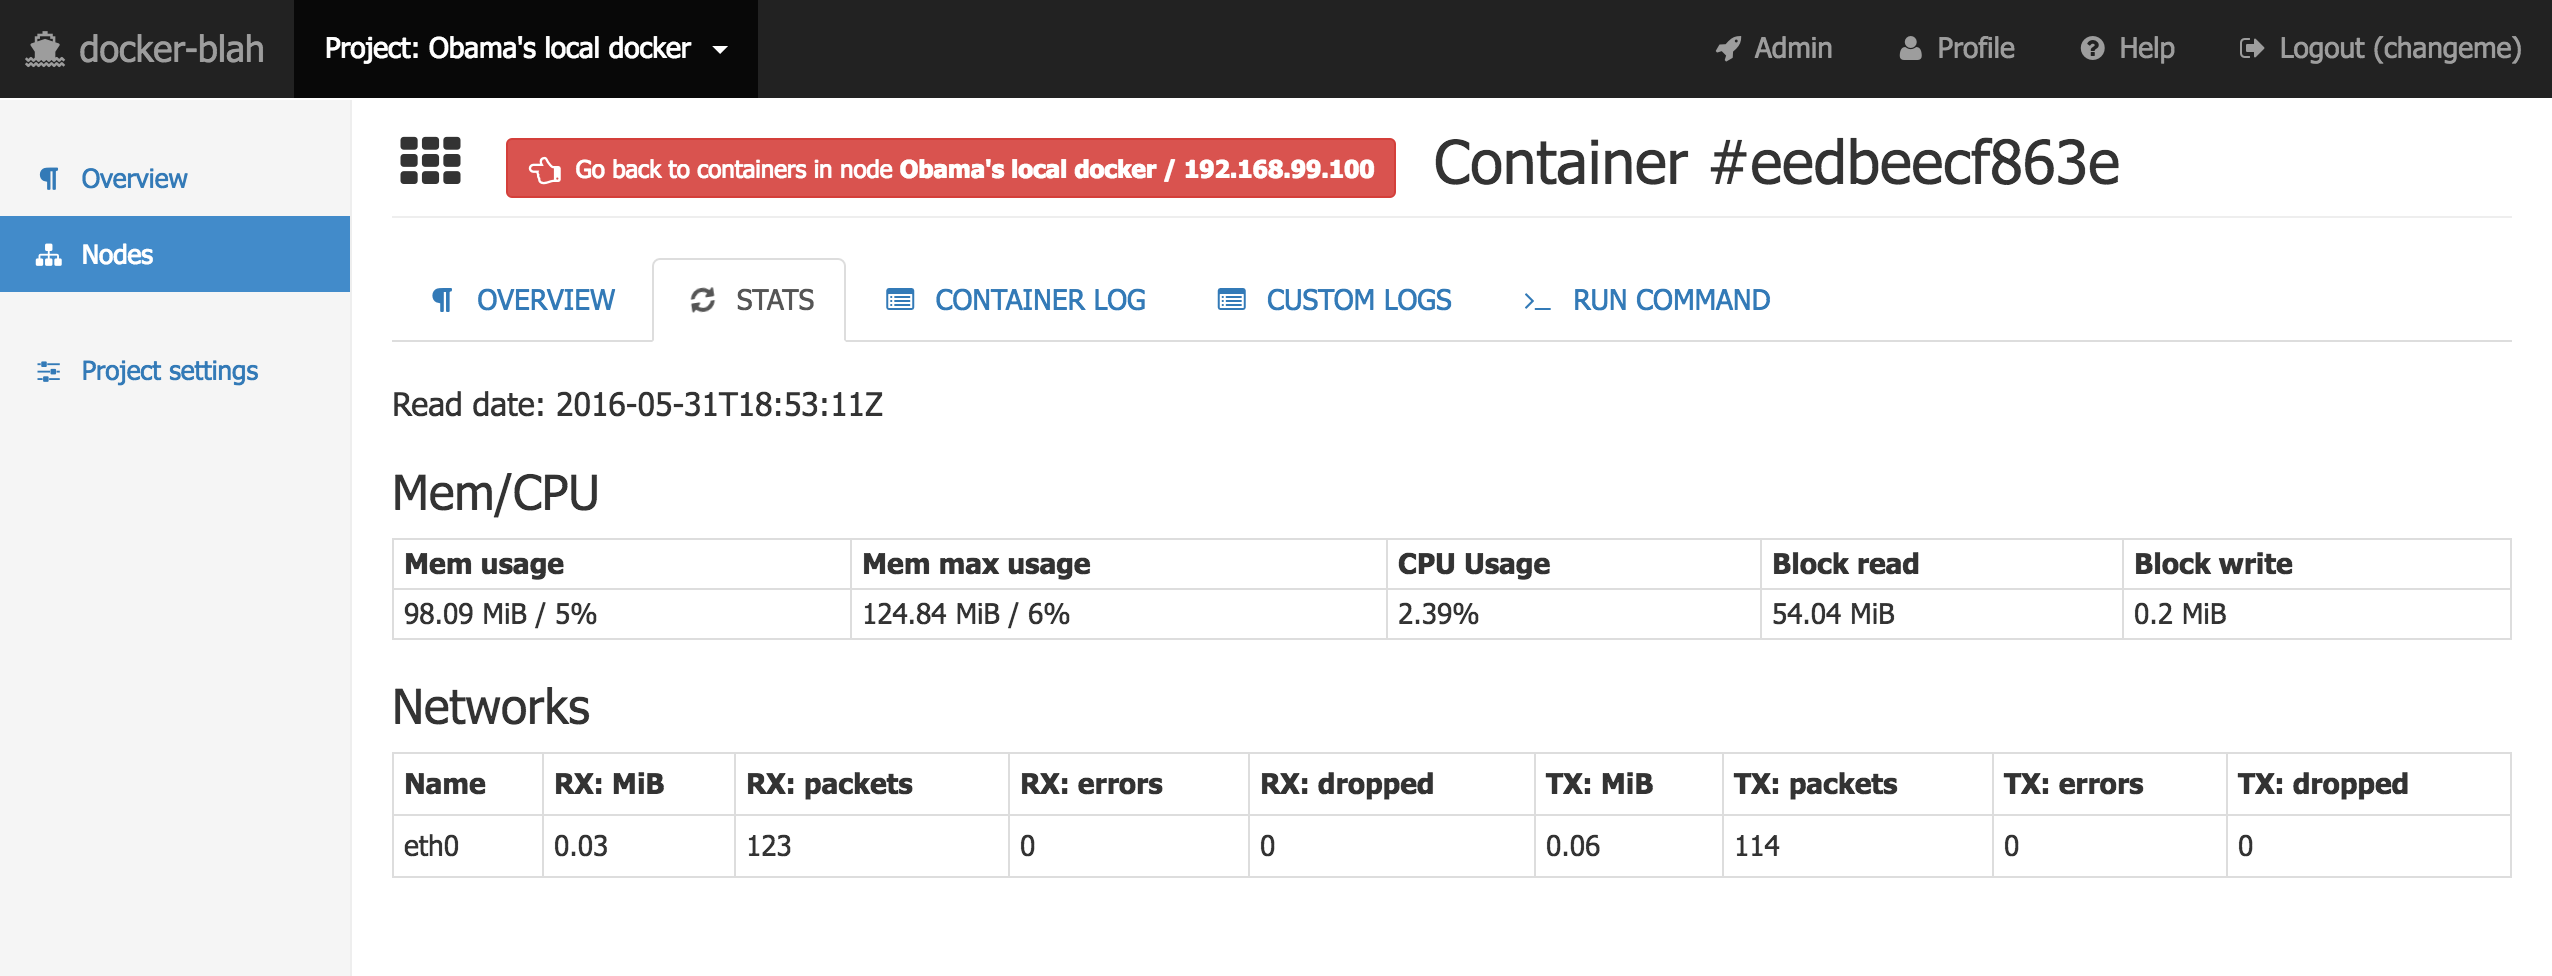 docker-blah Project: Obama's local docker Admin Profile Help Logout (changeme)
Overview
Nodes
Project settings
Go back to containers in node Obama's local docker / 192.168.99.100 Container #eedbeecf863e
OVERVIEW STATS CONTAINER LOG CUSTOM LOGS RUN COMMAND
Read date: 2016-05-31T18:53:11Z
Mem/CPU
Mem usage Mem max usage CPU Usage Block read Block write
98.09 MiB / 5% 124.84 MiB / 6% 2.39% 54.04 MiB 0.2 MiB
Networks
Name RX: MiB RX: packets RX: errors RX: dropped TX: MiB TX: packets TX: errors TX: dropped
eth0 0.03 123 0 0 0.06 114 0 0